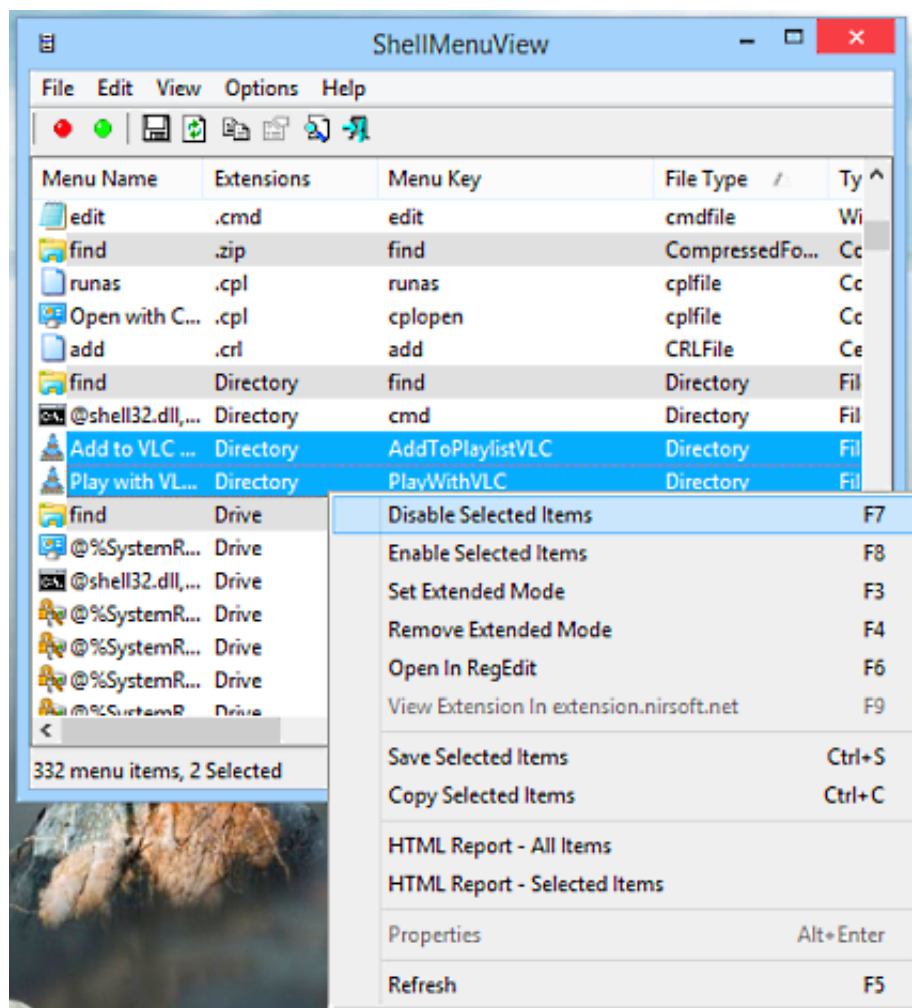 ShellMenuView
File Edit View Options Help
Menu Name Extensions Menu Key File Type Ty
edit .cmd edit cmdfile Wi
find .zip find CompressedFo... Cc
runas .cpl runas cplfile Cc
Open with C... .cpl cplopen cplfile Cc
add .crl add CRLFile Ce
find Directory find Directory Fil
@shell32.dll,... Directory cmd Directory Fil
Add to VLC ... Directory AddToPlaylistVLC Directory Fil
Play with VL... Directory PlayWithVLC Directory Fil
find Drive
@%SystemR... Drive
@shell32.dll,... Drive
@%SystemR... Drive
@%SystemR... Drive
@%SystemR... Drive
@%SystemR... Drive
332 menu items, 2 Selected
Disable Selected Items F7
Enable Selected Items F8
Set Extended Mode F3
Remove Extended Mode F4
Open In RegEdit F6
View Extension In extension.nirsoft.net F9
Save Selected Items Ctrl+S
Copy Selected Items Ctrl+C
HTML Report - All Items
HTML Report - Selected Items
Properties Alt+Enter
Refresh F5